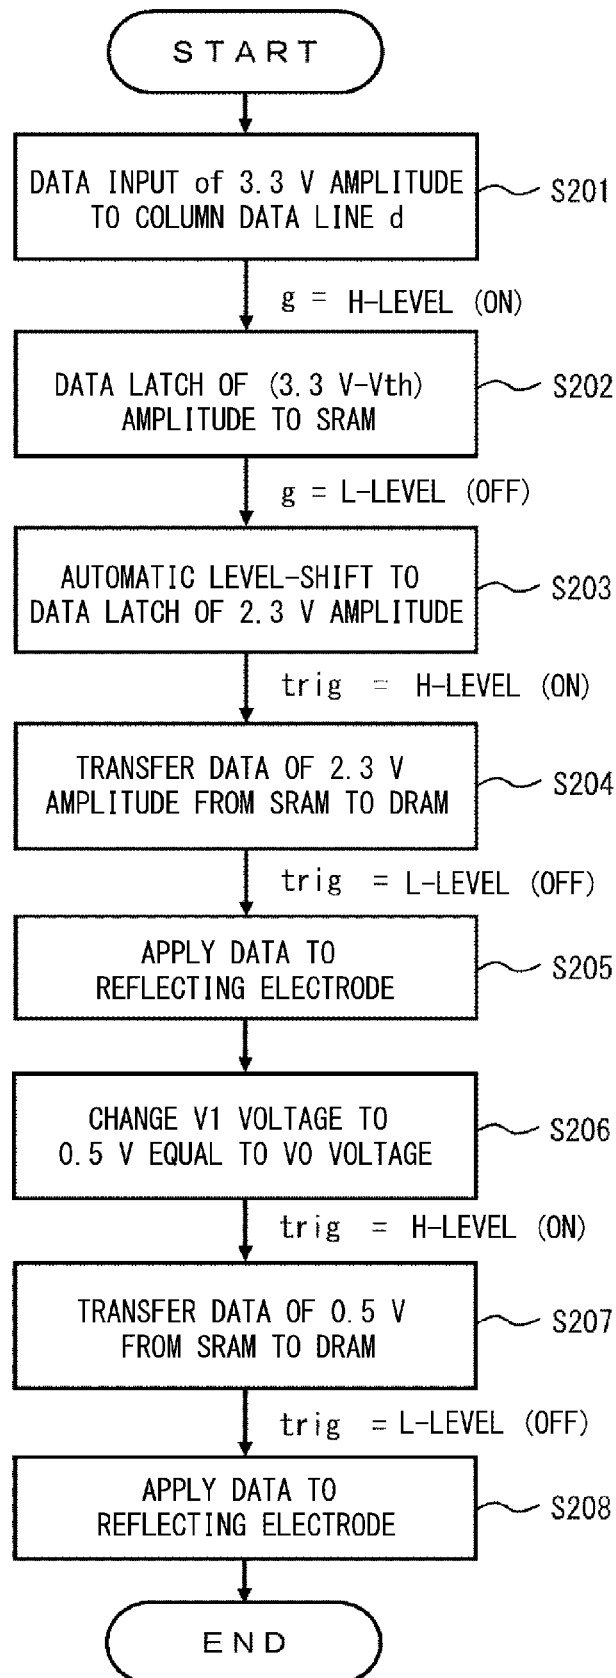 START
DATA INPUT of 3.3 V AMPLITUDE
TO COLUMN DATA LINE d
S201
g = H-LEVEL (ON)
DATA LATCH OF (3.3 V-Vth)
AMPLITUDE TO SRAM
S202
g = L-LEVEL (OFF)
AUTOMATIC LEVEL-SHIFT TO
DATA LATCH OF 2.3 V AMPLITUDE
S203
trig = H-LEVEL (ON)
TRANSFER DATA OF 2.3 V
AMPLITUDE FROM SRAM TO DRAM
S204
trig = L-LEVEL (OFF)
APPLY DATA TO
REFLECTING ELECTRODE
S205
CHANGE V1 VOLTAGE TO
0.5 V EQUAL TO V0 VOLTAGE
S206
trig = H-LEVEL (ON)
TRANSFER DATA OF 0.5 V
FROM SRAM TO DRAM
S207
trig = L-LEVEL (OFF)
APPLY DATA TO
REFLECTING ELECTRODE
S208
END